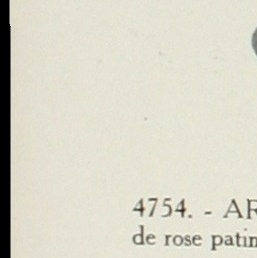 4754. - AR
de rose patin